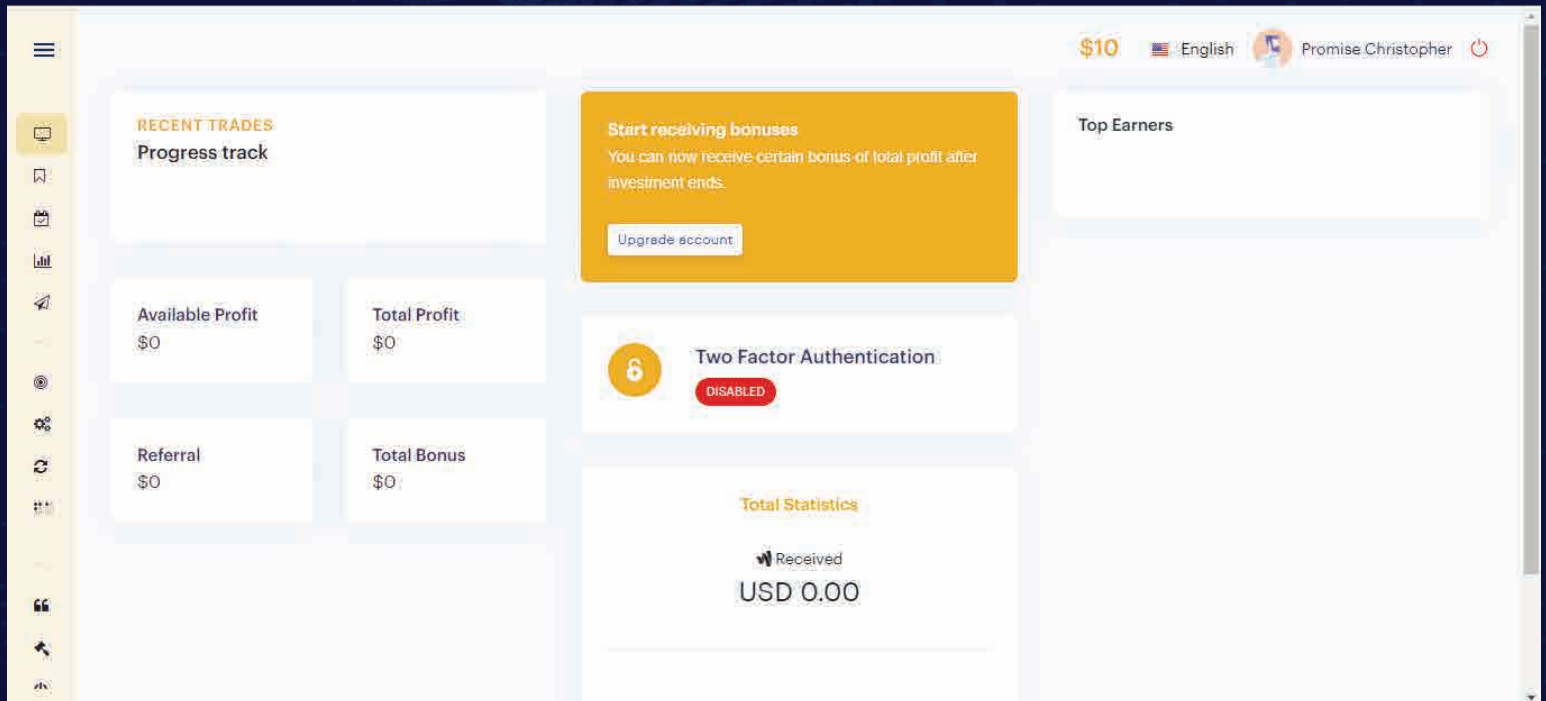 $10
English
Promise Christopher
RECENT TRADES
Progress track
Available Profit
$0
Total Profit
$0
Referral
$0
Total Bonus
$0
Start receiving bonuses
You can now receive certain bonus of total profit after
investment ends.
Upgrade account
Two Factor Authentication
DISABLED
Total Statistics
Received
USD 0.00
Top Earners